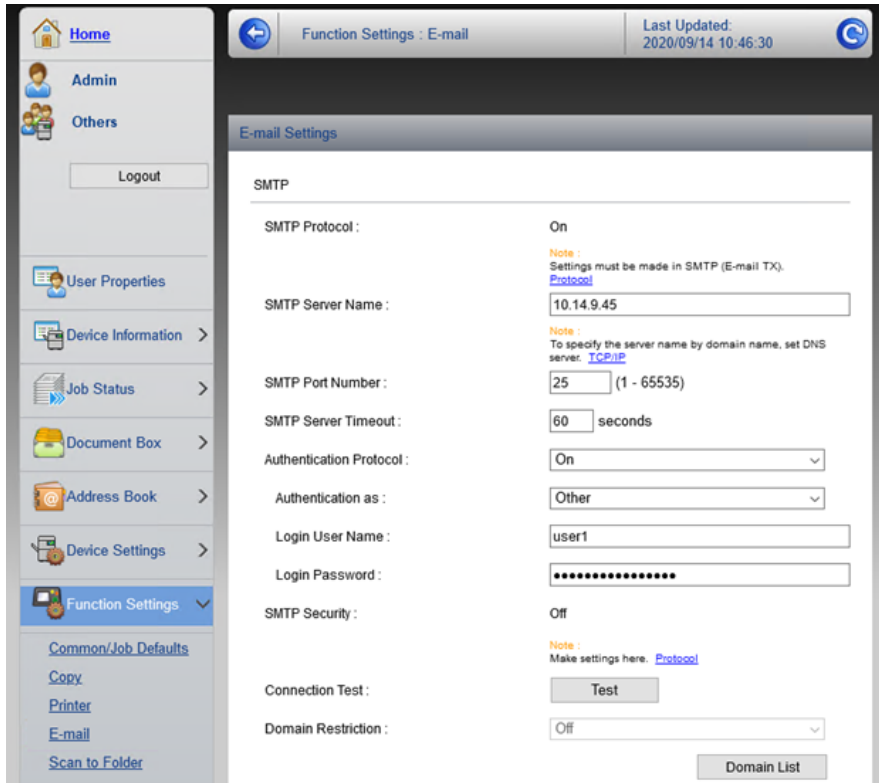 Home
Admin
Others
Logout
User Properties
Device Information
Job Status
Document Box
Address Book
Device Settings
Function Settings
Common/Job Defaults
Copy
Printer
E-mail
Scan to Folder
Function Settings : E-mail
Last Updated:
2020/09/14 10:46:30
E-mail Settings
SMTP
SMTP Protocol : On
Note :
Settings must be made in SMTP (E-mail TX).
Protocol
SMTP Server Name : 10.14.9.45
Note :
To specify the server name by domain name, set DNS
server. TCP/IP
SMTP Port Number : 25 (1 - 65535)
SMTP Server Timeout : 60 seconds
Authentication Protocol : On
Authentication as : Other
Login User Name : user1
Login Password : ••••••••••••••••
SMTP Security : Off
Note :
Make settings here. Protocol
Connection Test : Test
Domain Restriction : Off
Domain List